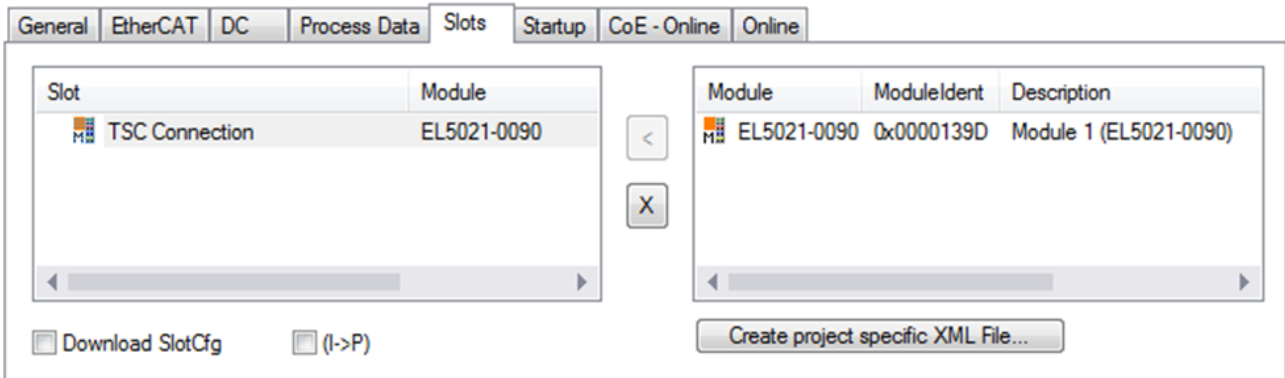 General EtherCAT DC Process Data Slots Startup CoE - Online Online
Slot Module
TSC Connection EL5021-0090
<
X
Module ModuleIdent Description
EL5021-0090 0x0000139D Module 1 (EL5021-0090)
Download SlotCfg (I->P)
Create project specific XML File...